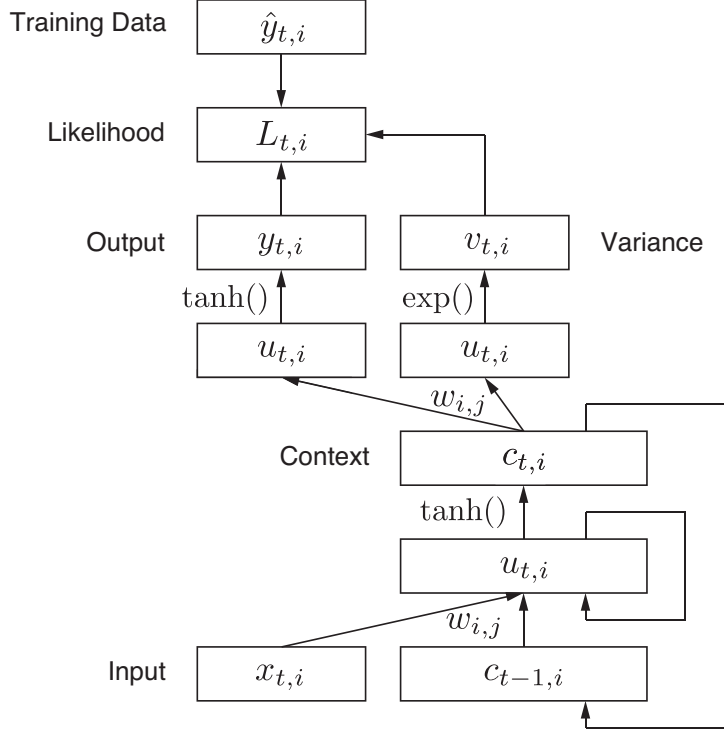 Training Data ŷ_{t,i}
Likelihood L_{t,i}
Output y_{t,i} v_{t,i} Variance
tanh() exp()
u_{t,i} u_{t,i}
w_{i,j}
Context c_{t,i}
tanh()
u_{t,i}
w_{i,j}
Input x_{t,i} c_{t−1,i}